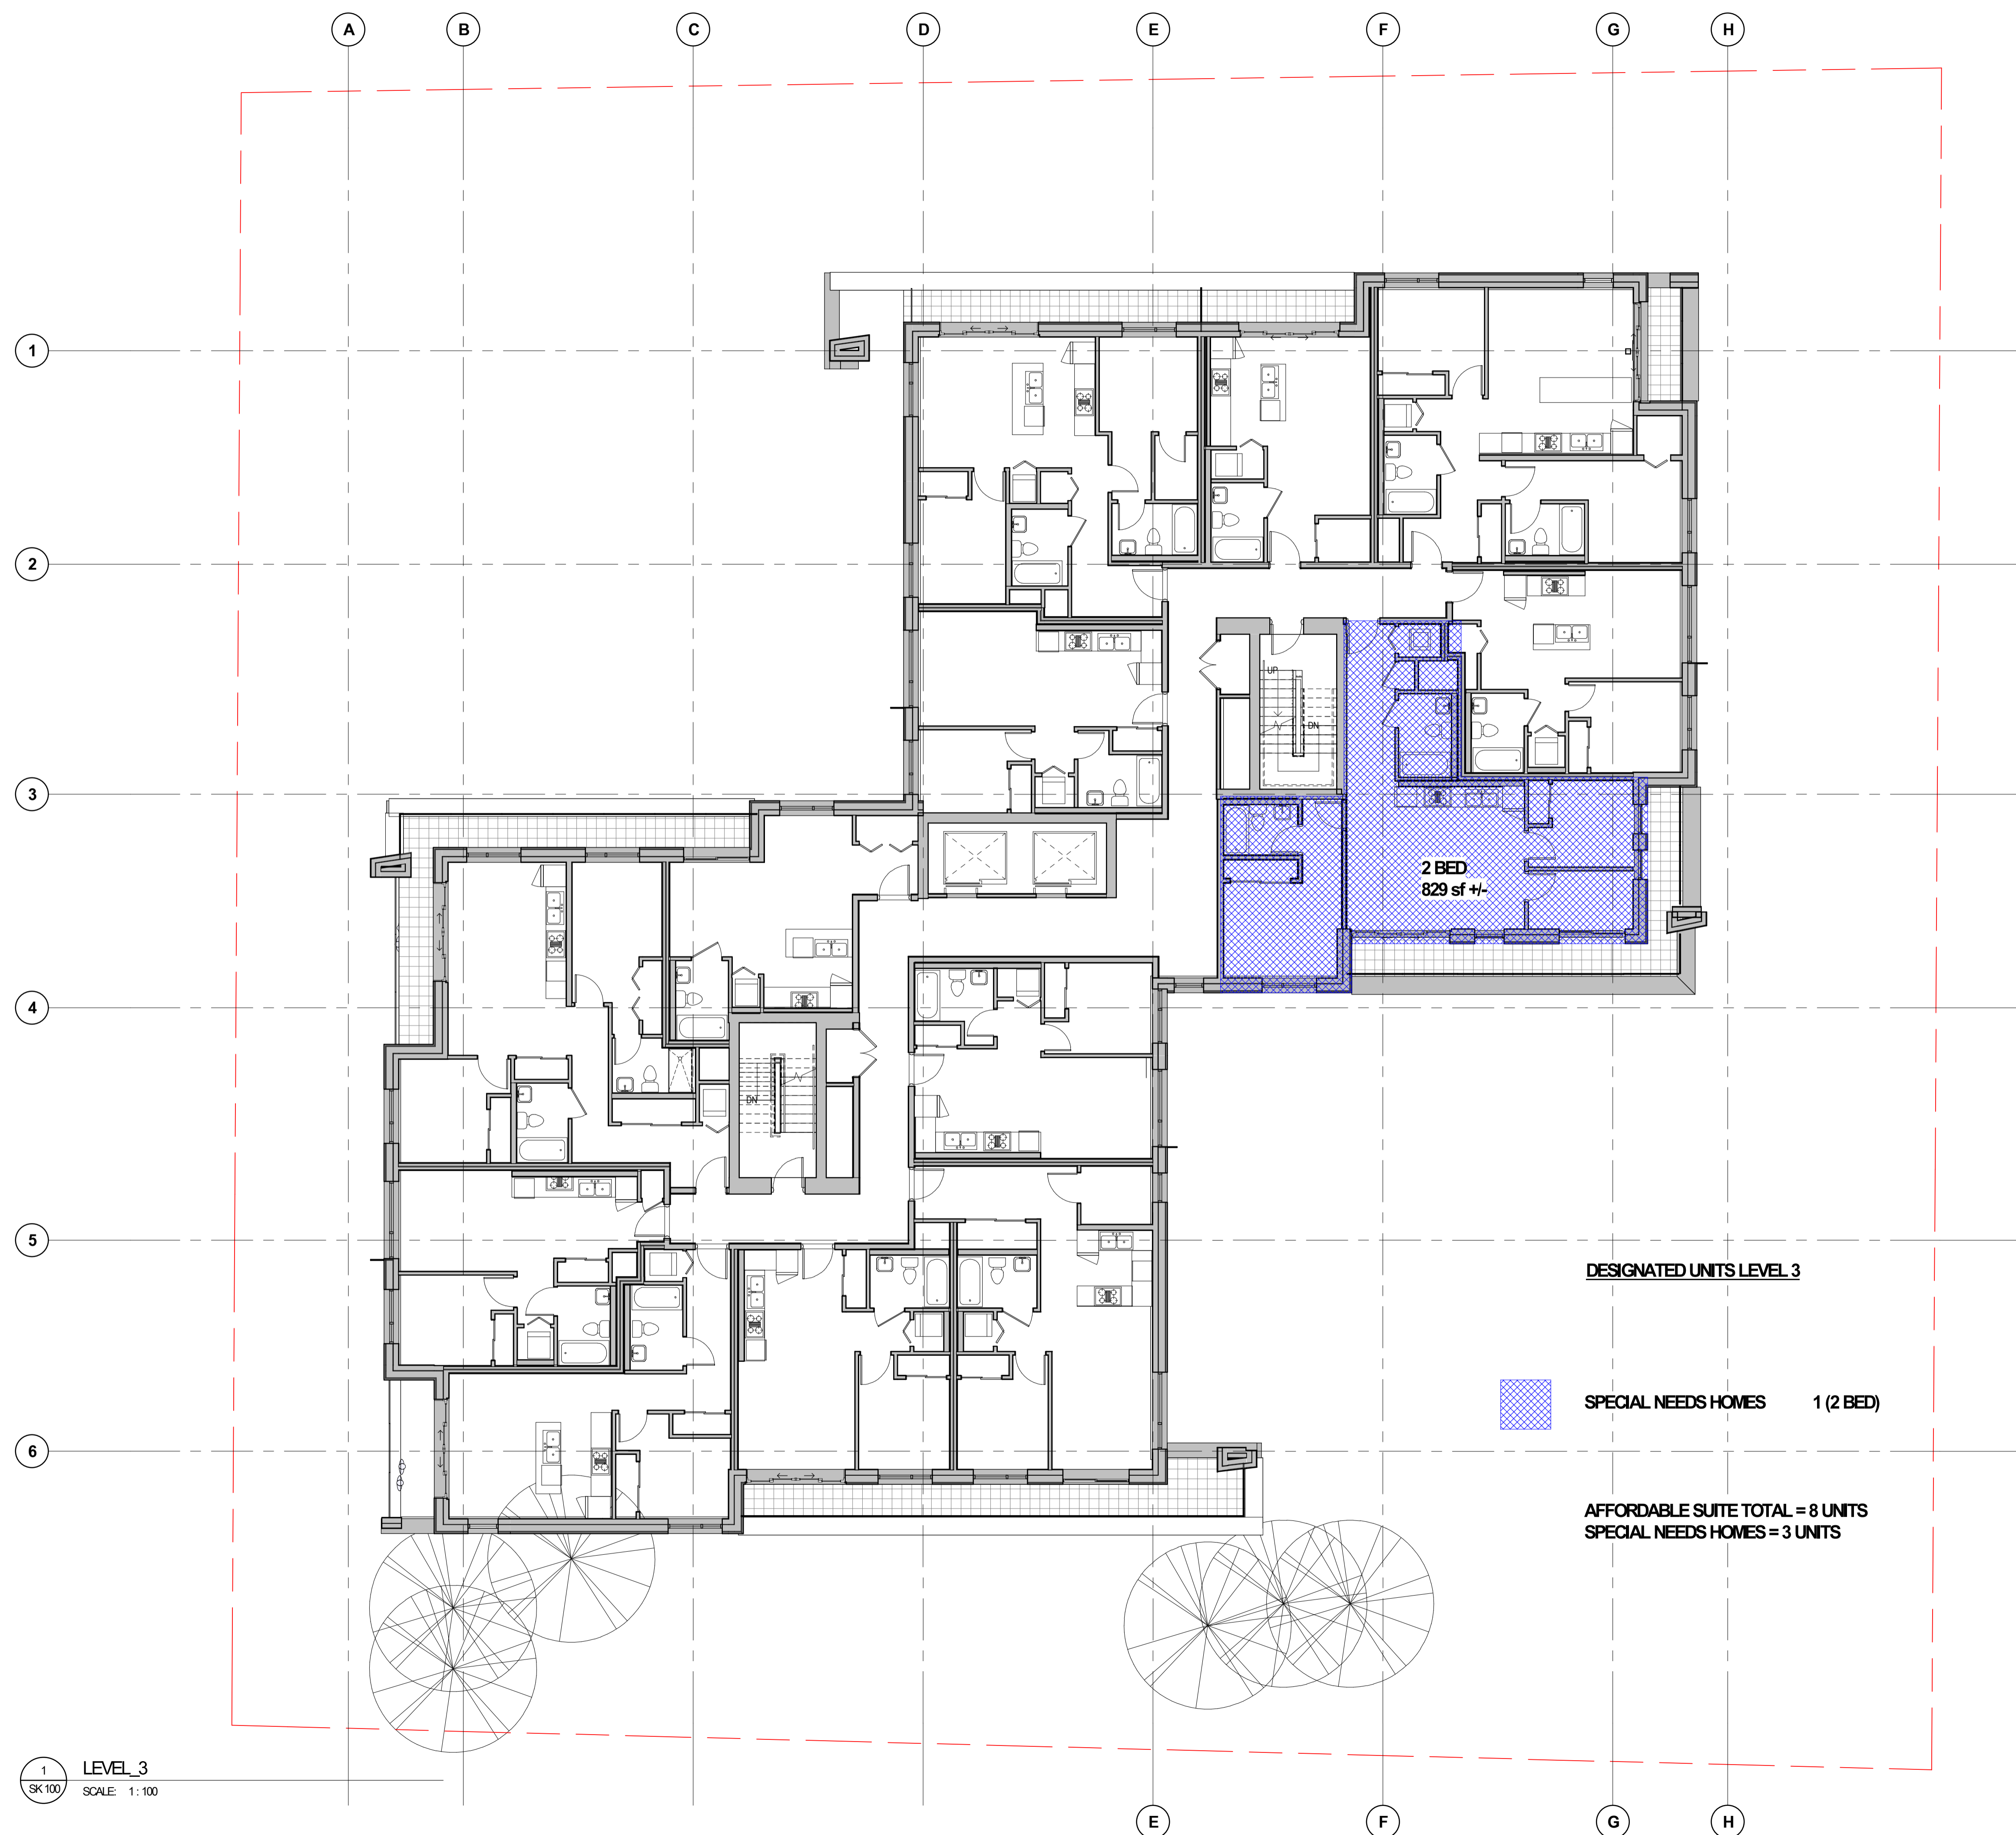 A B C D E F G H
1
2
UP
DN
3
2 BED
829 sf +/-
4
DN
5
DESIGNATED UNITS LEVEL 3
SPECIAL NEEDS HOMES 1 (2 BED)
6
AFFORDABLE SUITE TOTAL = 8 UNITS
SPECIAL NEEDS HOMES = 3 UNITS
1
SK 100
LEVEL_3
SCALE: 1 : 100
E F G H